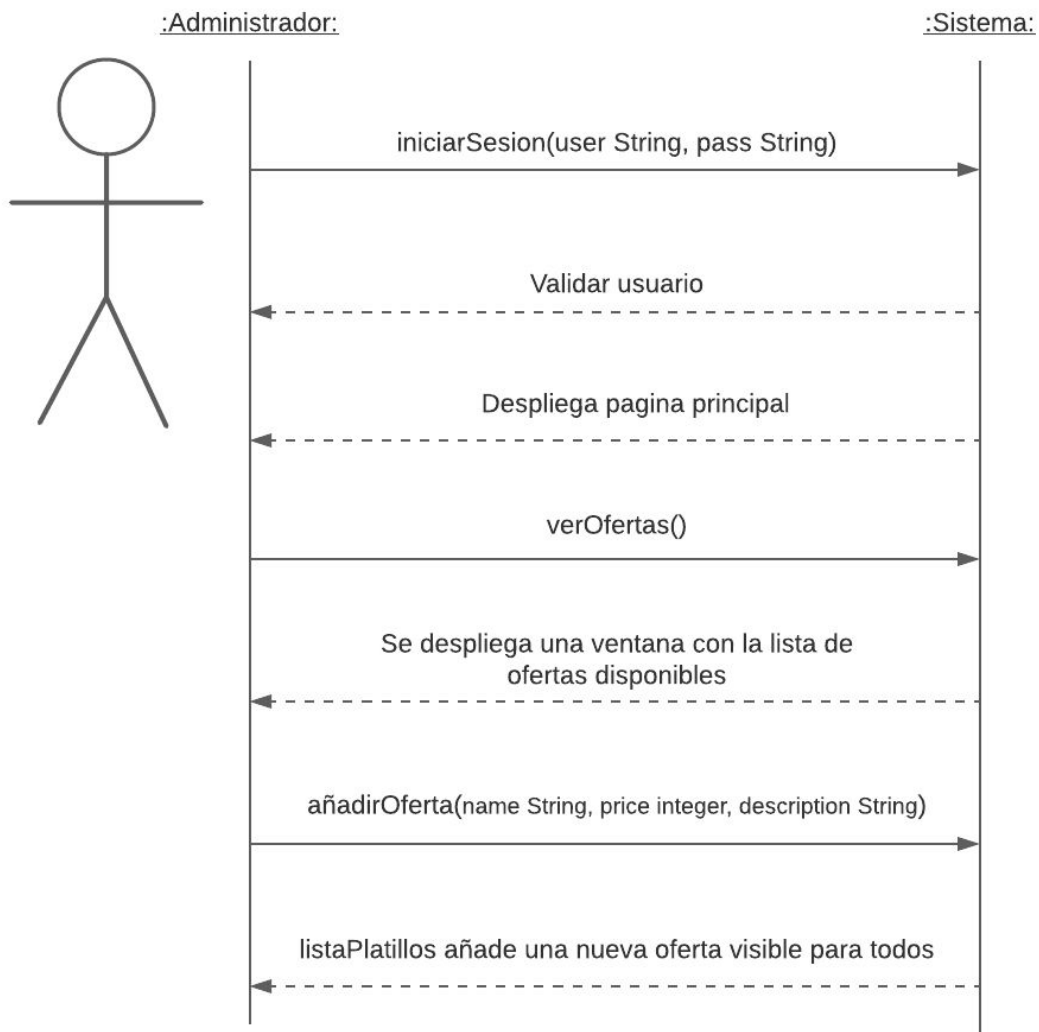 :Administrador:
:Sistema:
iniciarSesion(user String, pass String)
Validar usuario
Despliega pagina principal
verOfertas()
Se despliega una ventana con la lista de
ofertas disponibles
añadirOferta(name String, price integer, description String)
listaPlatillos añade una nueva oferta visible para todos